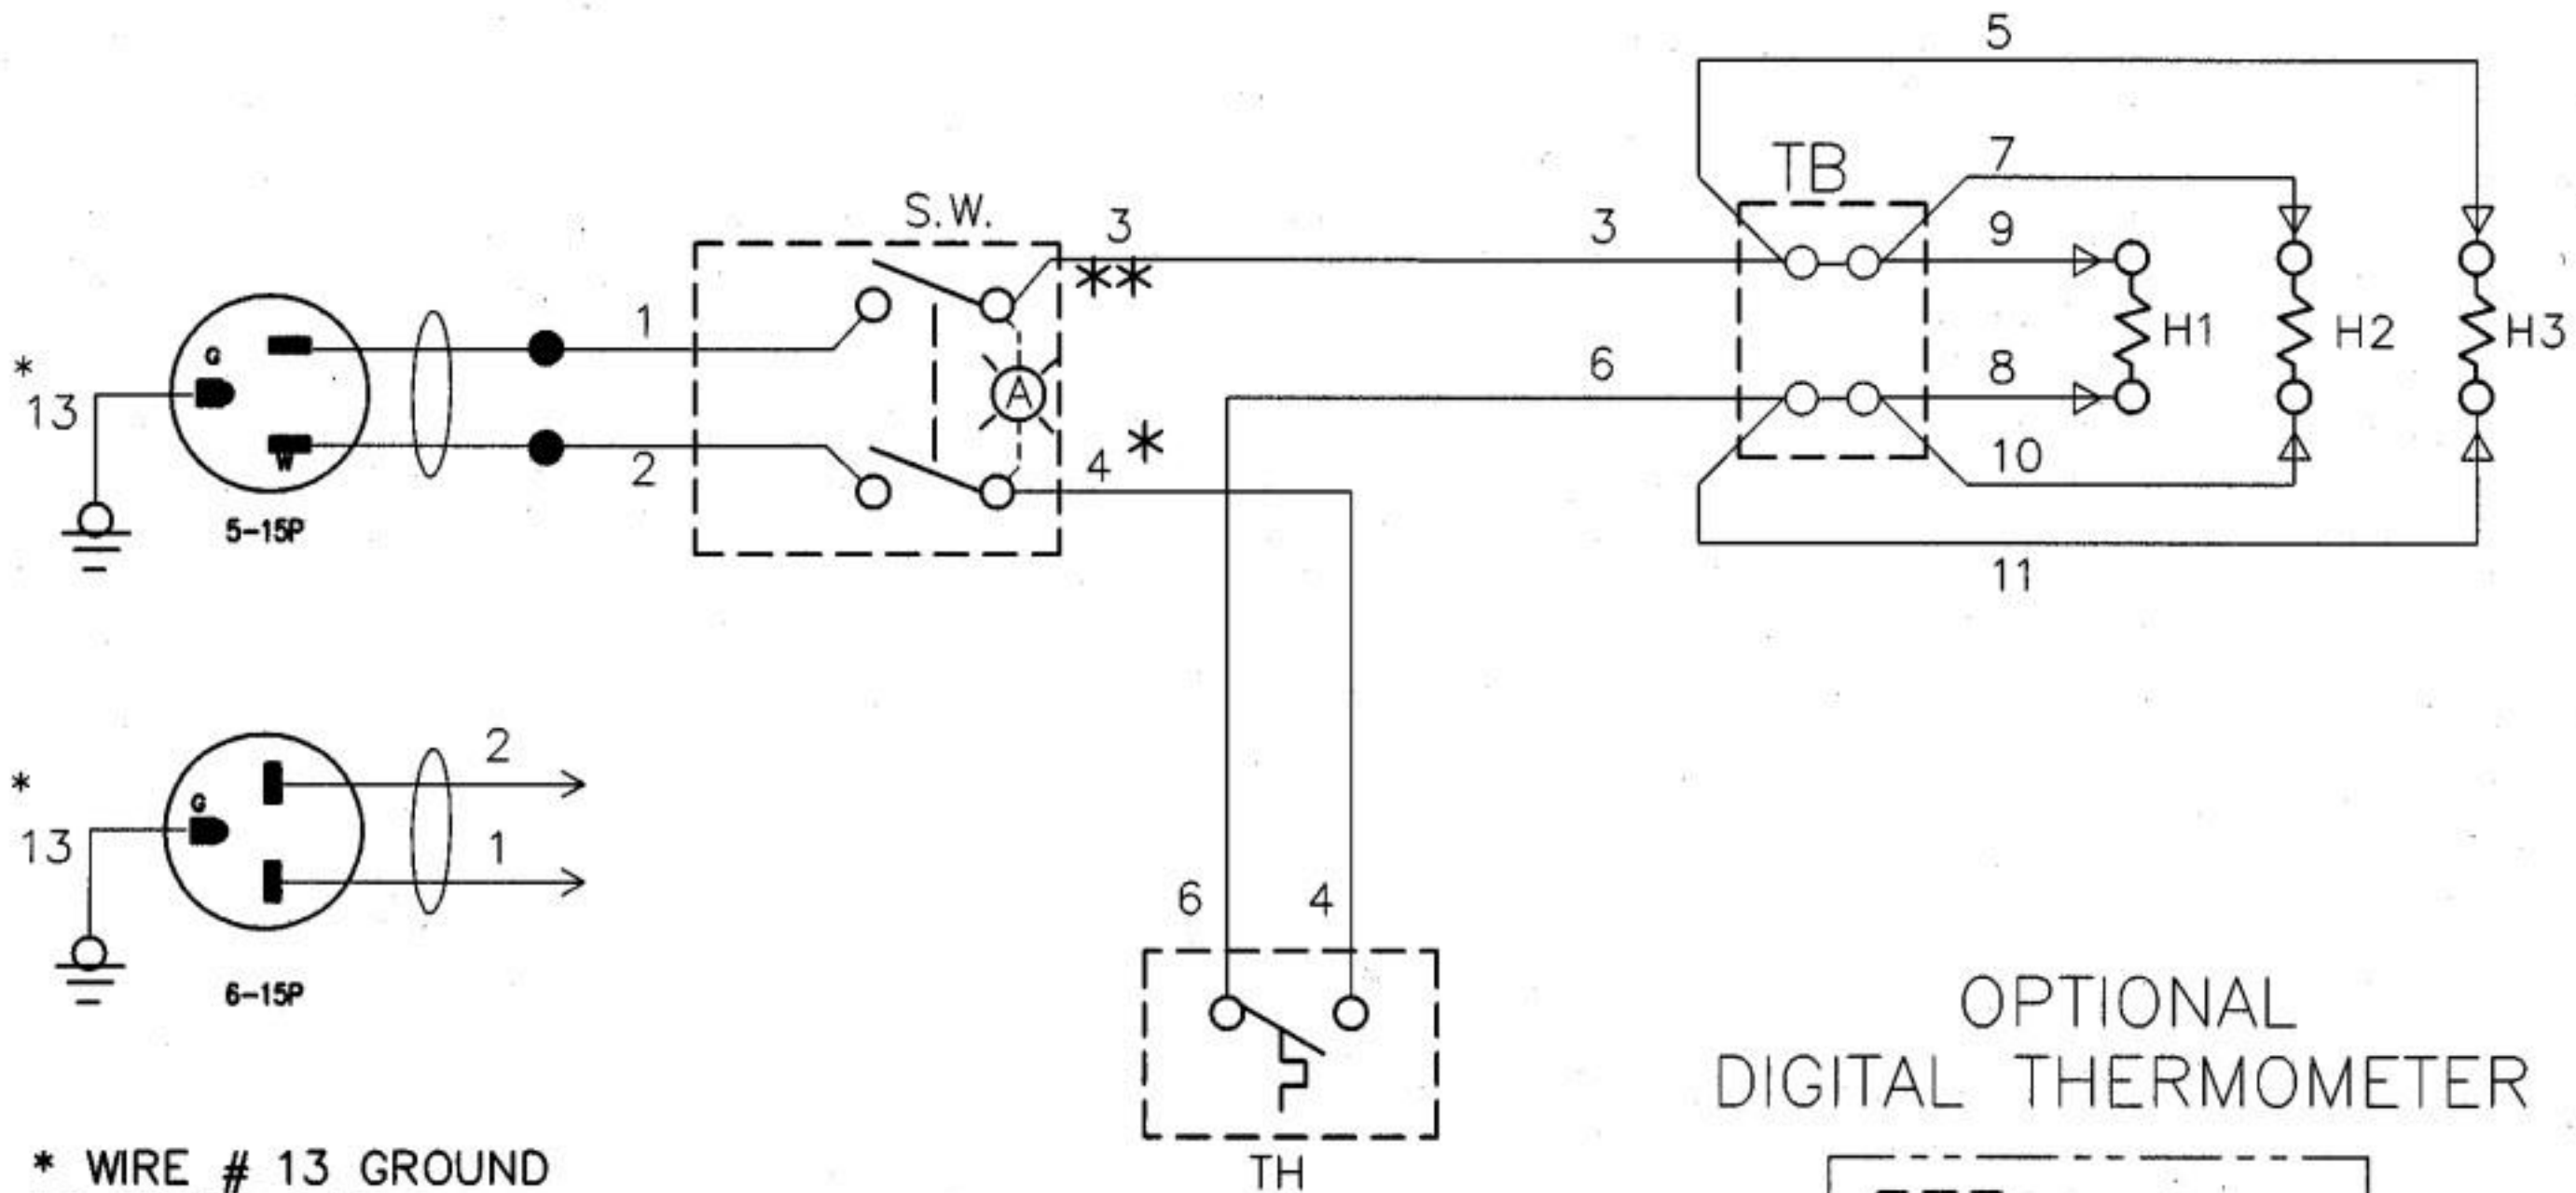 5
TB
7
S.W.
3
**
3
9
1
G
*
13
H1
H2
H3
A
6
8
W
2
4
*
10
5-15P
11
2
*
G
13
1
6
4
6-15P
OPTIONAL
DIGITAL THERMOMETER
* WIRE # 13 GROUND
TH